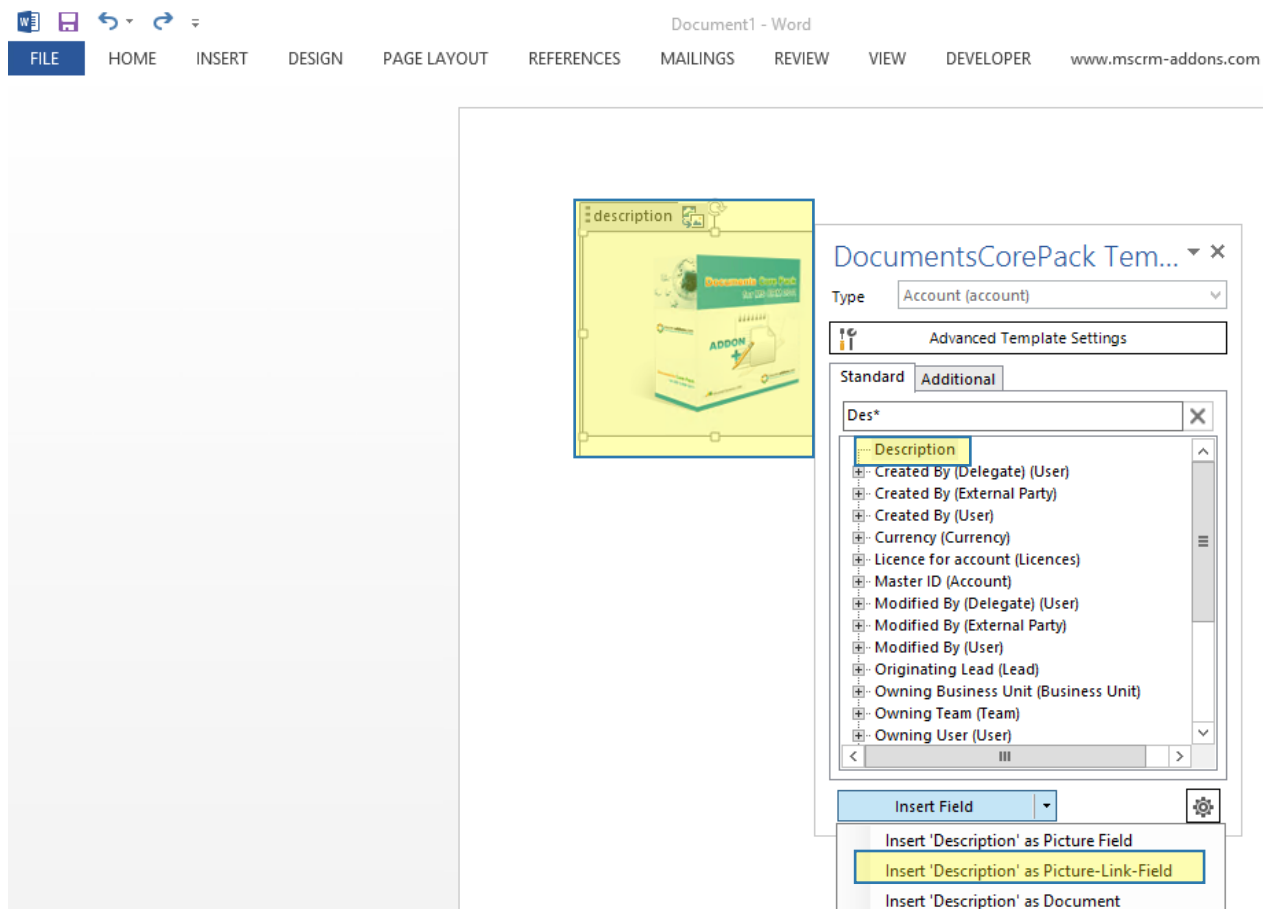 Document1 - Word
FILE HOME INSERT DESIGN PAGE LAYOUT REFERENCES MAILINGS REVIEW VIEW DEVELOPER www.mscrm-addons.com
description
Documents Core Pack
ADDON
DocumentsCorePack Tem...
Type Account (account)
Advanced Template Settings
Standard Additional
Des*
Description
Created By (Delegate) (User)
Created By (External Party)
Created By (User)
Currency (Currency)
Licence for account (Licences)
Master ID (Account)
Modified By (Delegate) (User)
Modified By (External Party)
Modified By (User)
Originating Lead (Lead)
Owning Business Unit (Business Unit)
Owning Team (Team)
Owning User (User)
Insert Field
Insert 'Description' as Picture Field
Insert 'Description' as Picture-Link-Field
Insert 'Description' as Document